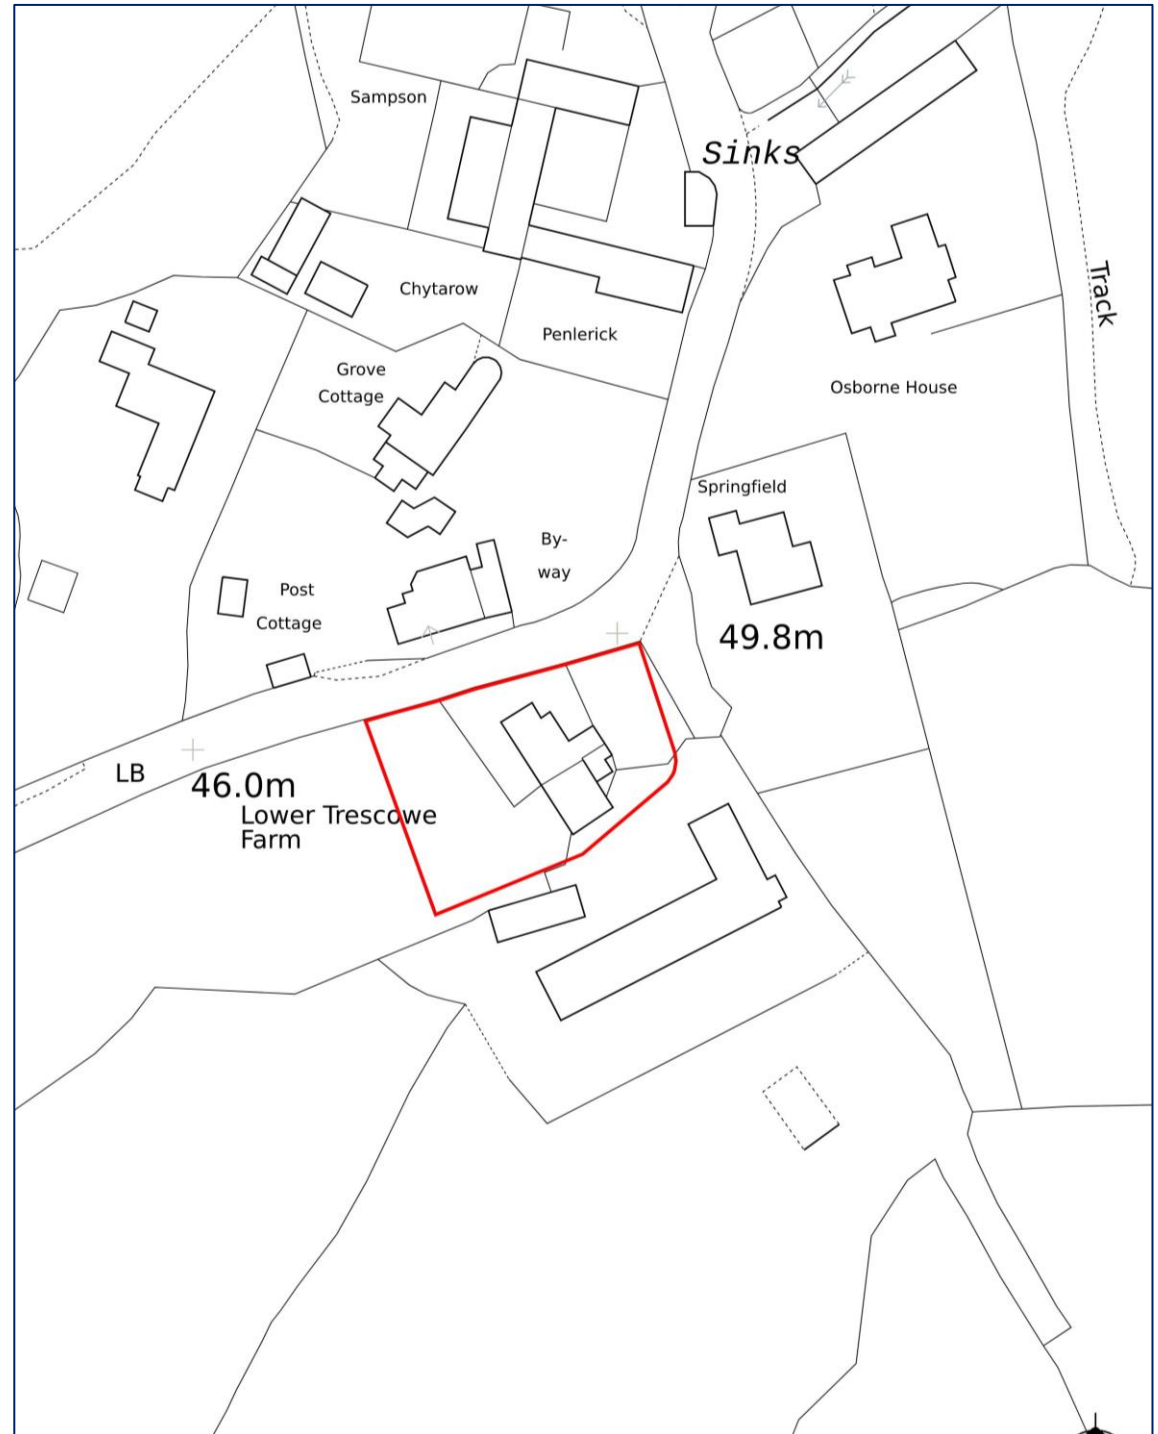 Sampson
Sinks
Chytarow
Track
Penlerick
Grove
Cottage
Osborne House
Springfield
By-
way
Post
Cottage
49.8m
LB
46.0m
Lower Trescowe
Farm